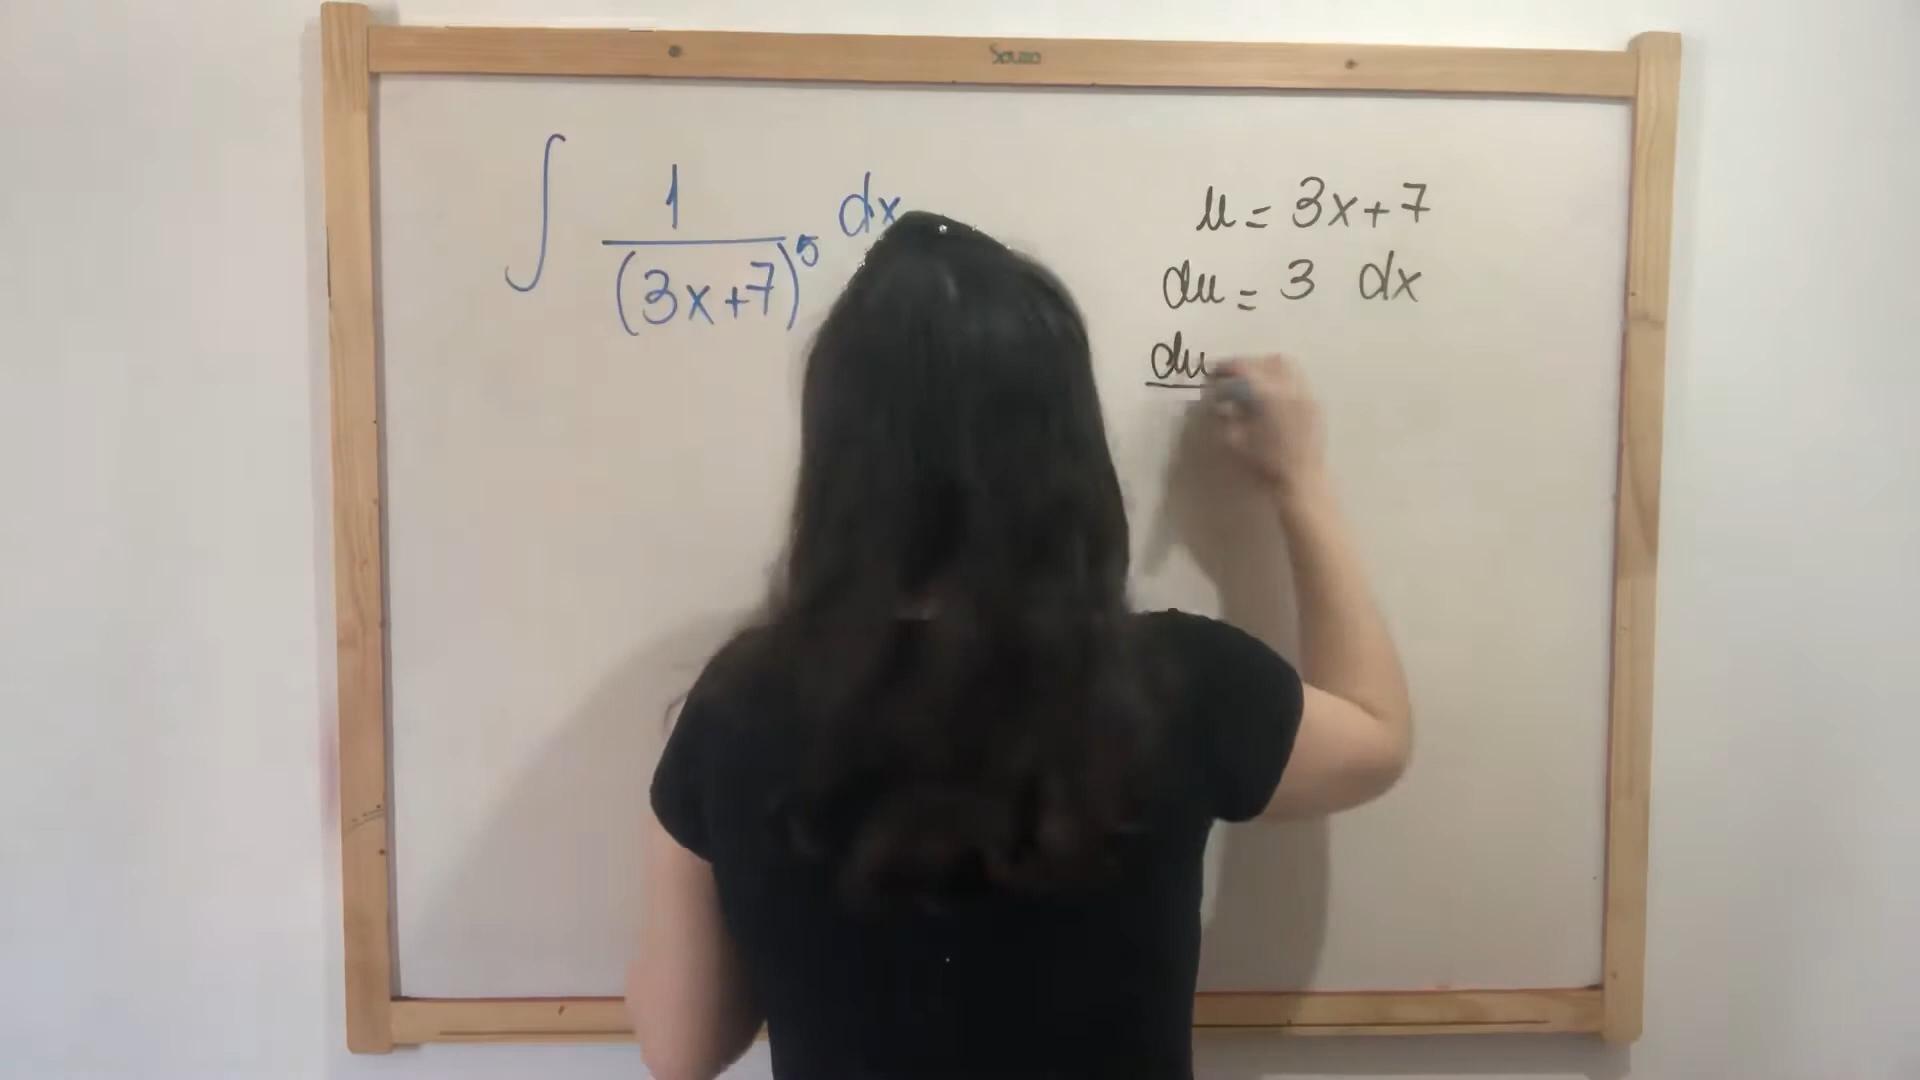 ∫ 1/(3x+7)⁵ dx
u = 3x+7
du = 3 dx
du